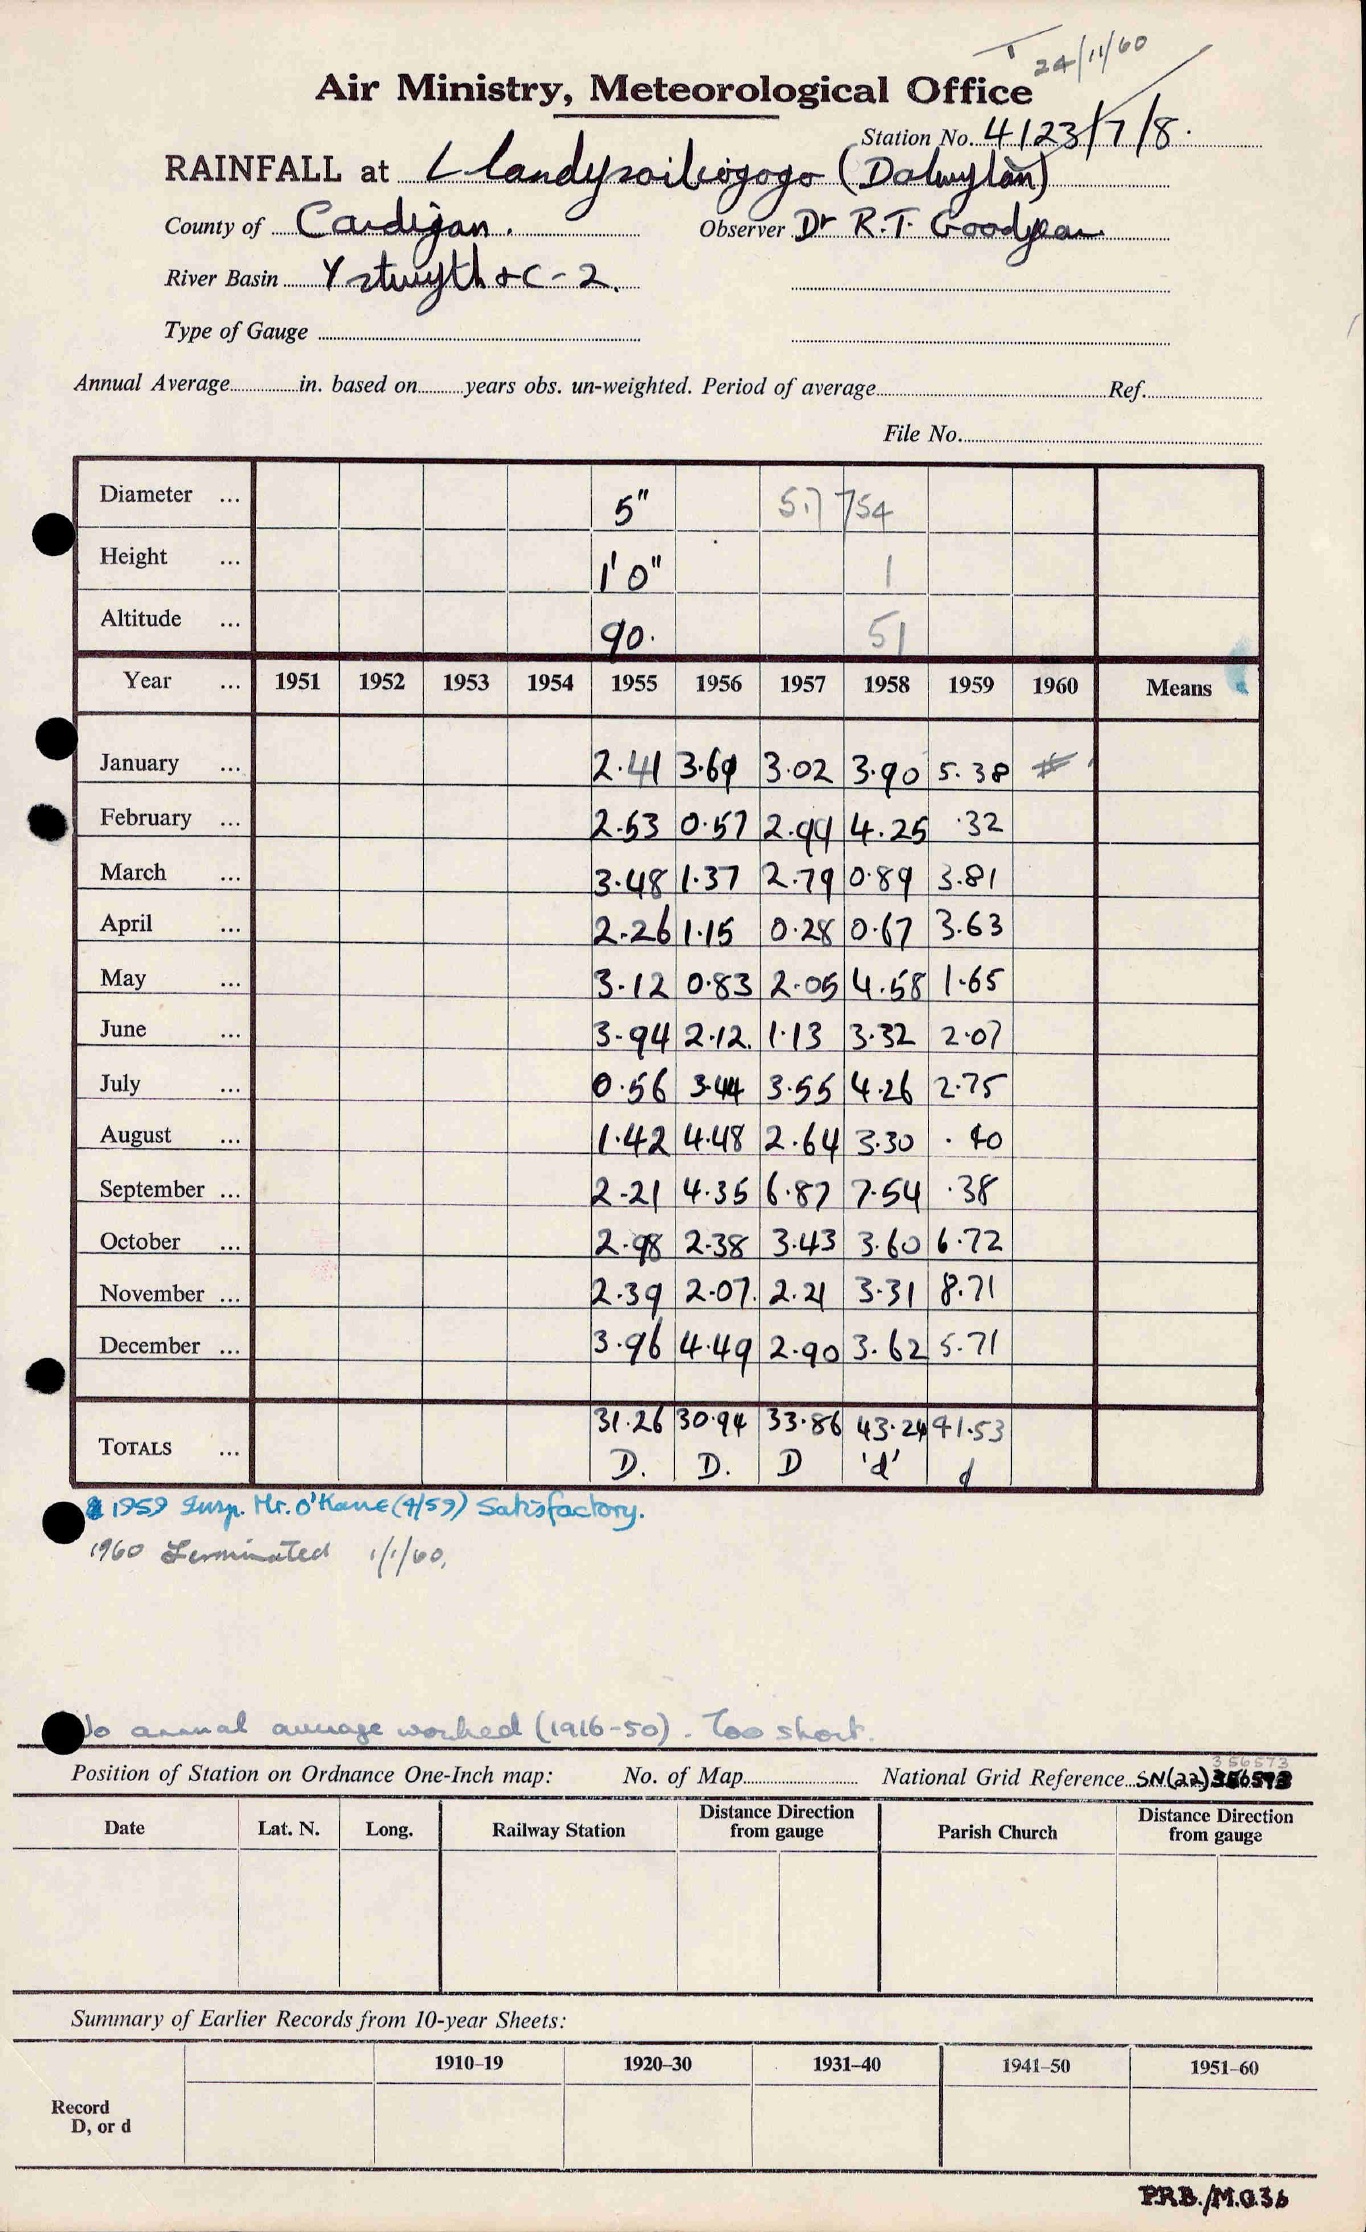 T 24/11/60
Air Ministry, Meteorological Office
Station No. 4123/7/8.
RAINFALL at Llandysoiliogogo (Dolwylan)
County of Cardigan. Observer Dr R.T. Goodyear
River Basin Ystwyth & C - 2.
Type of Gauge
Annual Average in. based on years obs. un-weighted. Period of average Ref.
File No.
Diameter ... 5" 5.17754
Height ... 1' 0" 1
Altitude ... 90. 51
Year ... 1951 1952 1953 1954 1955 1956 1957 1958 1959 1960 Means
January ... 2.41 3.69 3.02 3.90 5.38
February ... 2.53 0.57 2.99 4.25 .32
March ... 3.48 1.37 2.79 0.89 3.81
April ... 2.26 1.15 0.28 0.67 3.63
May ... 3.12 0.83 2.05 4.58 1.65
June ... 3.94 2.12. 1.13 3.32 2.07
July ... 0.56 3.44 3.55 4.26 2.75
August ... 1.42 4.48 2.64 3.30 .40
September ... 2.21 4.35 6.87 7.54 .38
October ... 2.98 2.38 3.43 3.60 6.72
November ... 2.39 2.07. 2.21 3.31 8.71
December ... 3.96 4.49 2.90 3.62 5.71
TOTALS ... 31.26 30.94 33.86 43.24 41.53
D. D. D 'd' d
1959 Insp. Mr. O'Kane (4/59) Satisfactory.
1960 Terminated 1/1/60.
No annual average worked (1916-50). Too short.
356573
Position of Station on Ordnance One-Inch map: No. of Map National Grid Reference SN(22)356573
Date Lat. N. Long. Railway Station Distance Direction from gauge Parish Church Distance Direction from gauge
Summary of Earlier Records from 10-year Sheets:
1910–19 1920–30 1931–40 1941–50 1951–60
Record
D, or d
P.R.B./M.O.36